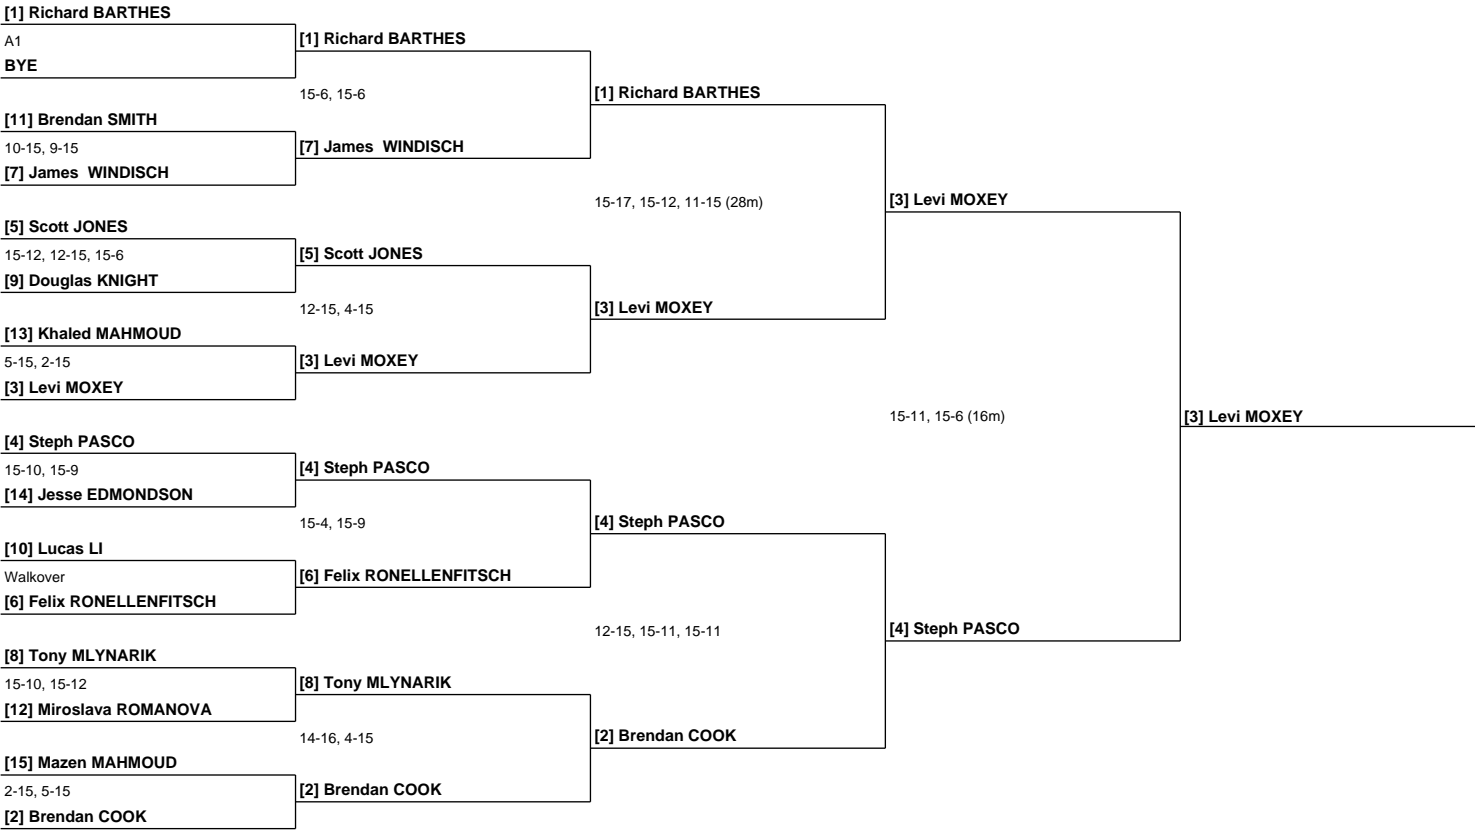 [1] Richard BARTHES
A1
BYE
[11] Brendan SMITH
10-15, 9-15
[7] James  WINDISCH
[5] Scott JONES
15-12, 12-15, 15-6
[9] Douglas KNIGHT
[13] Khaled MAHMOUD
5-15, 2-15
[3] Levi MOXEY
[4] Steph PASCO
15-10, 15-9
[14] Jesse EDMONDSON
[10] Lucas LI
Walkover
[6] Felix RONELLENFITSCH
[8] Tony MLYNARIK
15-10, 15-12
[12] Miroslava ROMANOVA
[15] Mazen MAHMOUD
2-15, 5-15
[2] Brendan COOK
[1] Richard BARTHES
15-6, 15-6
[7] James  WINDISCH
[5] Scott JONES
12-15, 4-15
[3] Levi MOXEY
[4] Steph PASCO
15-4, 15-9
[6] Felix RONELLENFITSCH
[8] Tony MLYNARIK
14-16, 4-15
[2] Brendan COOK
[1] Richard BARTHES
15-17, 15-12, 11-15 (28m)
[3] Levi MOXEY
[4] Steph PASCO
12-15, 15-11, 15-11
[2] Brendan COOK
[3] Levi MOXEY
15-11, 15-6 (16m)
[4] Steph PASCO
[3] Levi MOXEY